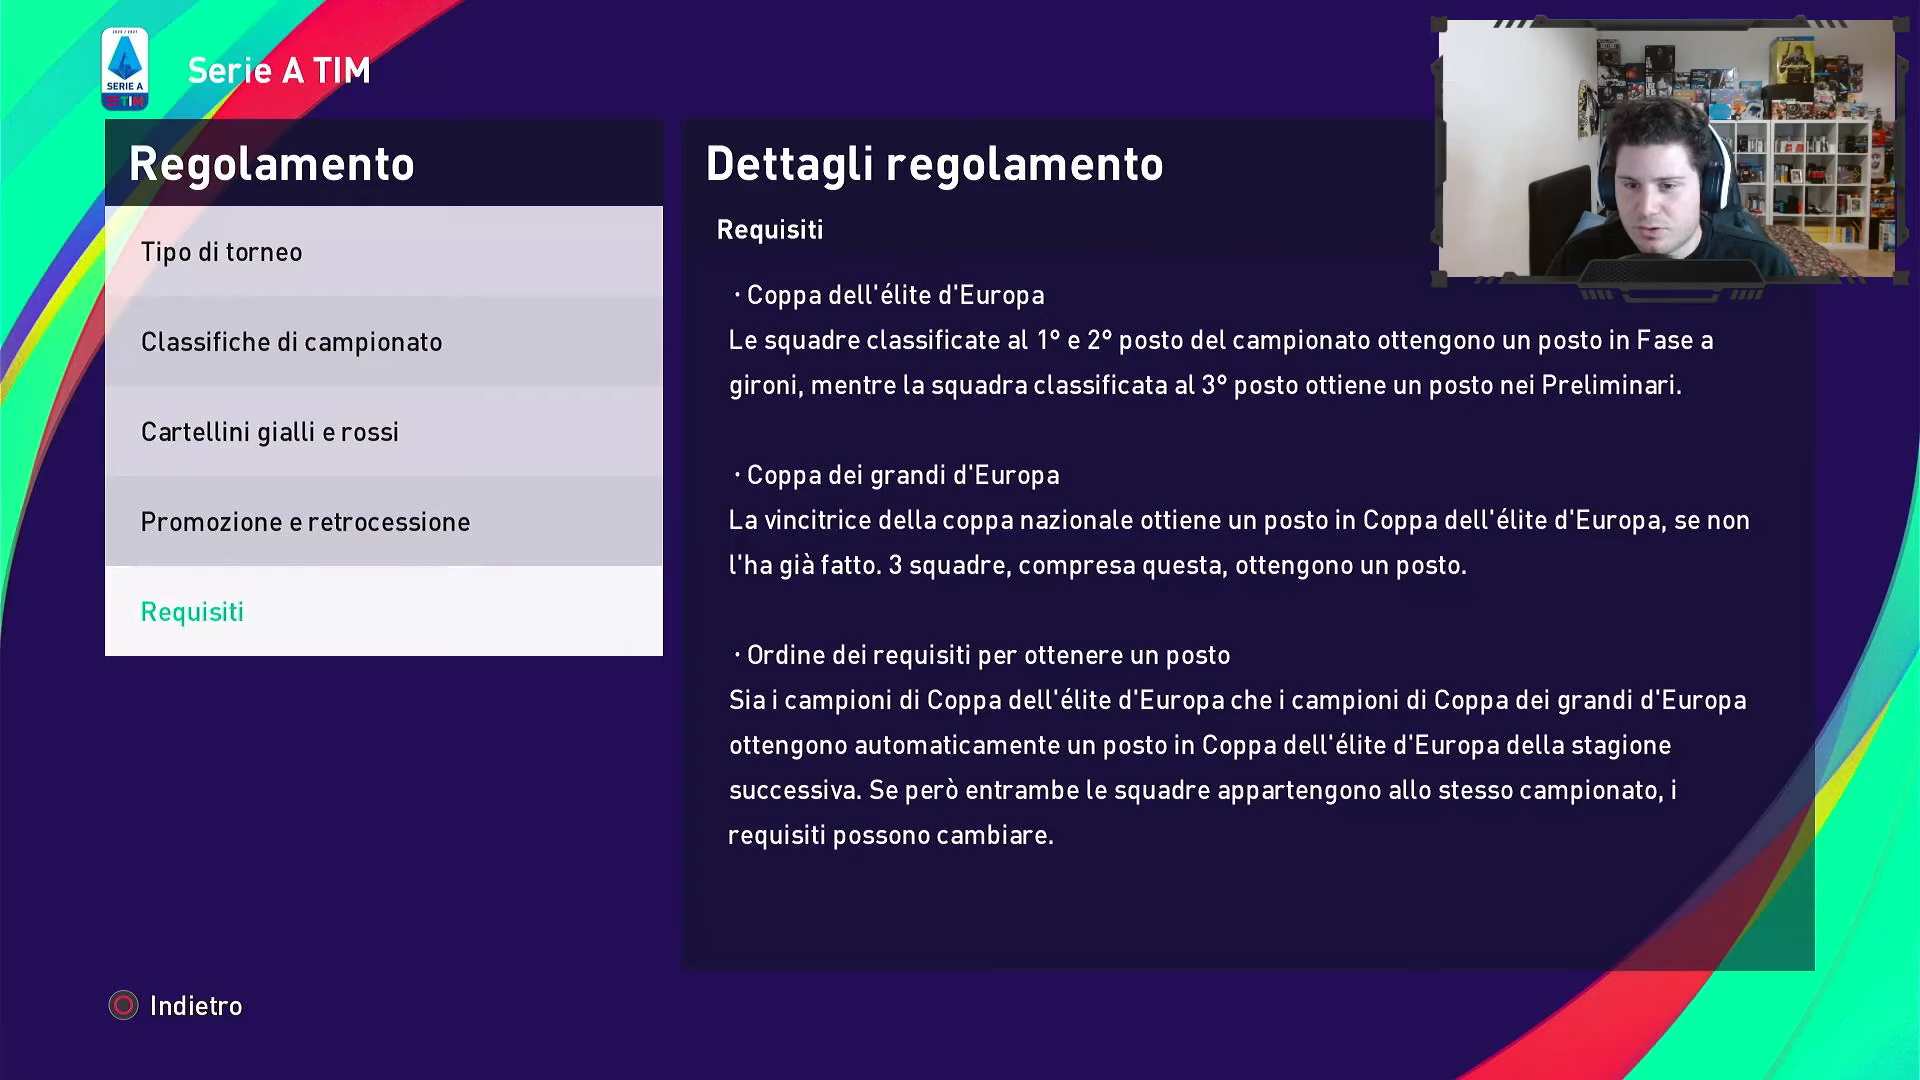 2020 / 2021
SERIE A
TIM
Serie A TIM
Regolamento
Tipo di torneo
Classifiche di campionato
Cartellini gialli e rossi
Promozione e retrocessione
Requisiti
Dettagli regolamento
Requisiti
・Coppa dell'élite d'Europa
Le squadre classificate al 1° e 2° posto del campionato ottengono un posto in Fase a
gironi, mentre la squadra classificata al 3° posto ottiene un posto nei Preliminari.
・Coppa dei grandi d'Europa
La vincitrice della coppa nazionale ottiene un posto in Coppa dell'élite d'Europa, se non
l'ha già fatto. 3 squadre, compresa questa, ottengono un posto.
・Ordine dei requisiti per ottenere un posto
Sia i campioni di Coppa dell'élite d'Europa che i campioni di Coppa dei grandi d'Europa
ottengono automaticamente un posto in Coppa dell'élite d'Europa della stagione
successiva. Se però entrambe le squadre appartengono allo stesso campionato, i
requisiti possono cambiare.
Indietro